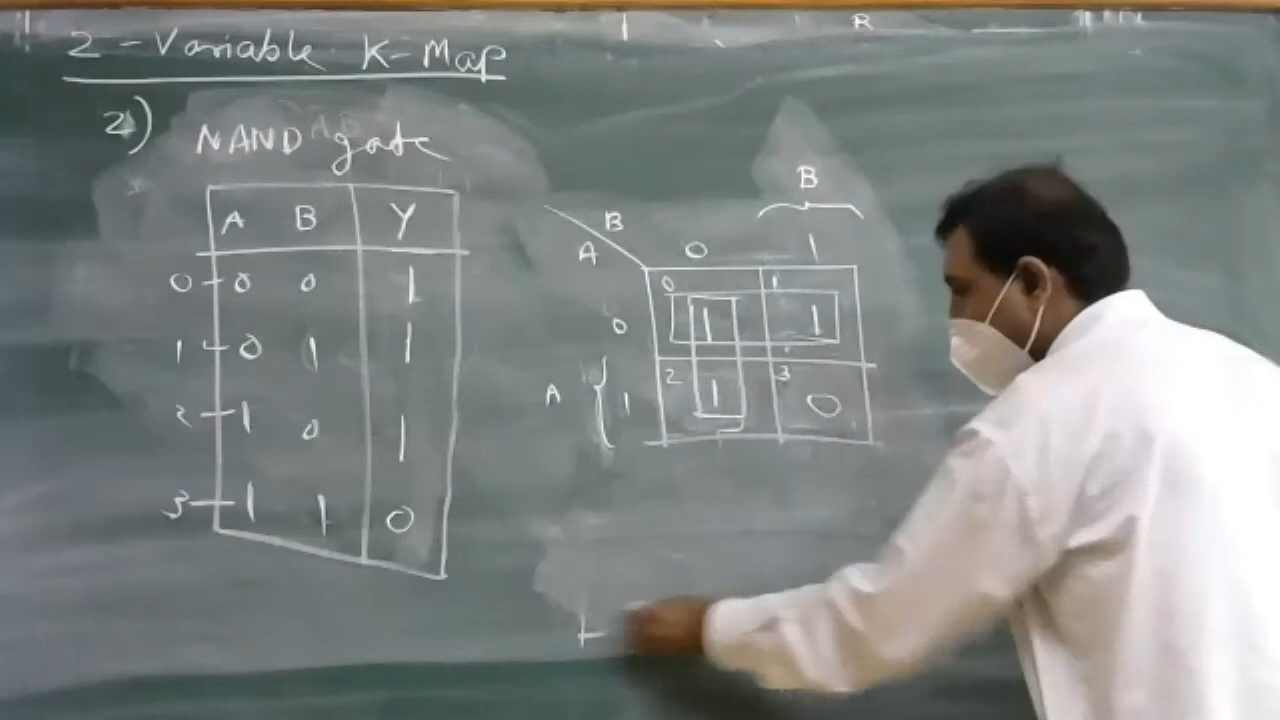 R
2-Variable K-Map
2)
NAND gate
A B Y
0 0 0 1
1 0 1 1
2 1 0 1
3 1 1 0
B
B
A
0 1
0 1
0 1 1
2 3
A 1 1 0